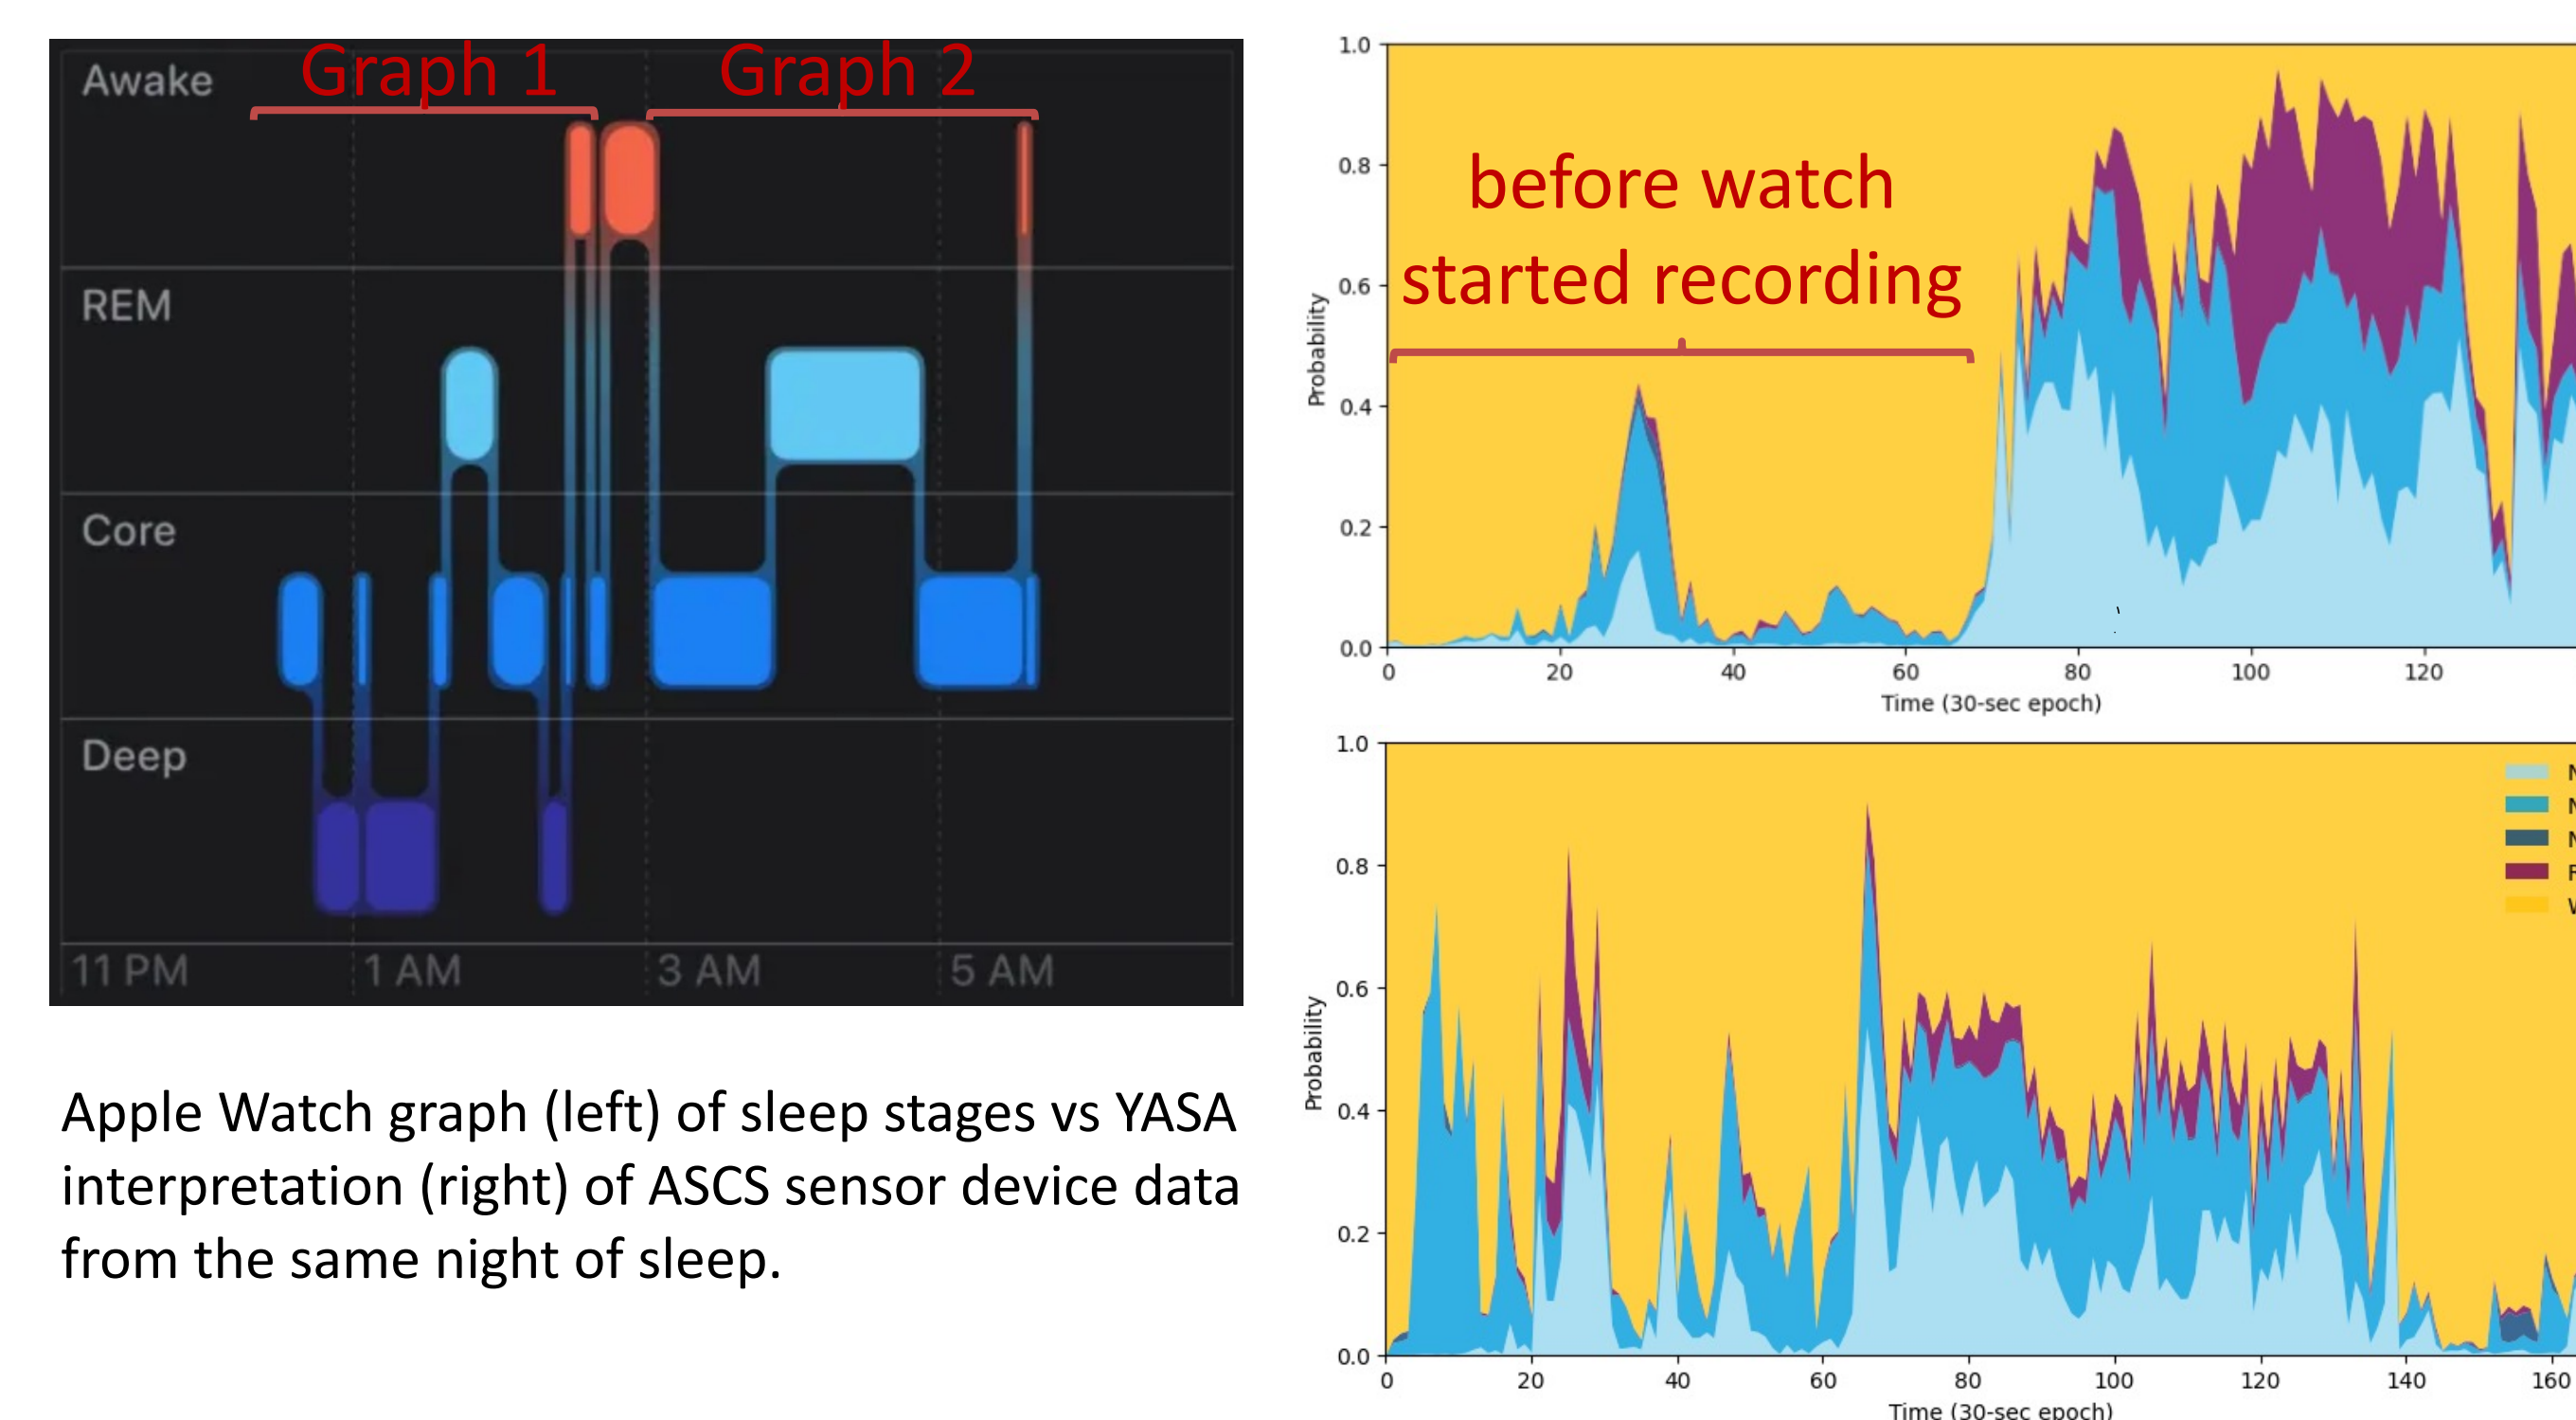 Graph 1
Graph 2
Awake
REM
Core
Deep
11 PM
1 AM
3 AM
5 AM
Apple Watch graph (left) of sleep stages vs YASA
interpretation (right) of ASCS sensor device data
from the same night of sleep.
before watch
started recording
Probability
1.0
0.8
0.6
0.4
0.2
0.0
0 20 40 60 80 100 120
Time (30-sec epoch)
Probability
1.0
0.8
0.6
0.4
0.2
0.0
0 20 40 60 80 100 120 140 160
Time (30-sec epoch)